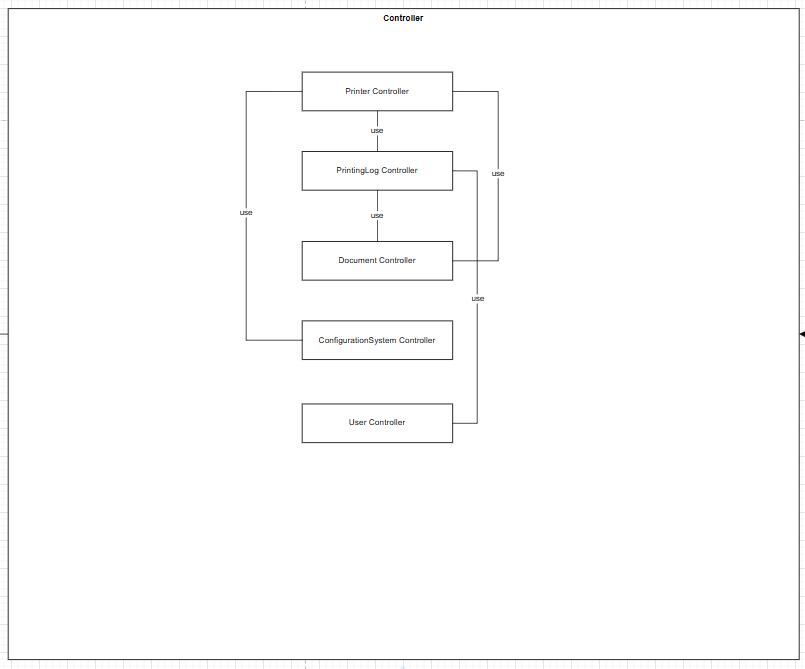 Controller
Printer Controller
use
PrintingLog Controller
use
use
use
Document Controller
use
ConfigurationSystem Controller
User Controller